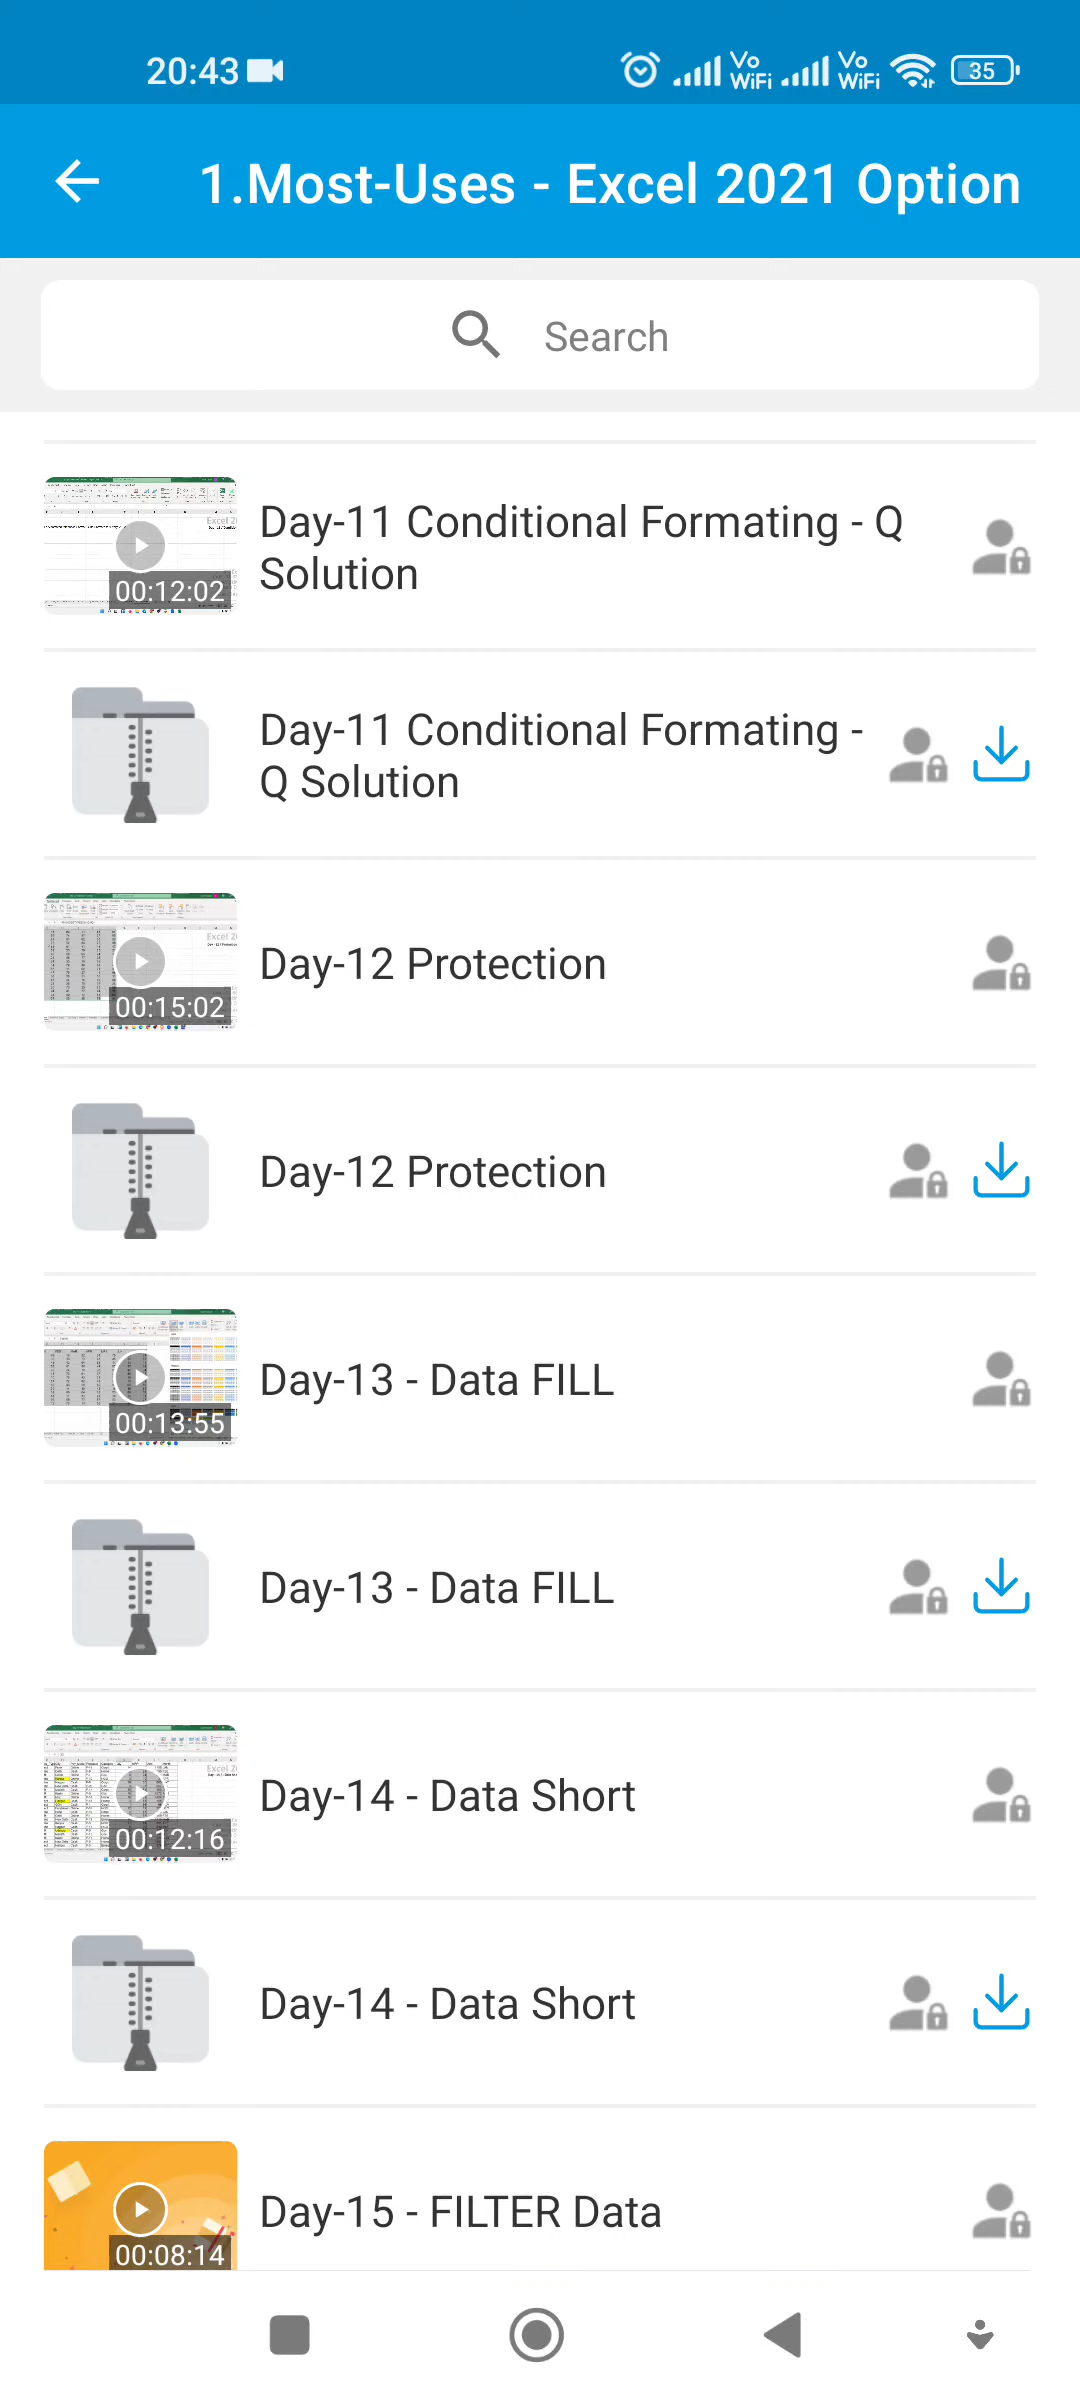 20:43
Vo WiFi
Vo WiFi
35
1.Most-Uses - Excel 2021 Option
Search
Day-11 Conditional Formating - Q
Solution
00:12:02
Day-11 Conditional Formating -
Q Solution
Day-12 Protection
00:15:02
Day-12 Protection
Day-13 - Data FILL
00:13:55
Day-13 - Data FILL
Day-14 - Data Short
00:12:16
Day-14 - Data Short
Day-15 - FILTER Data
00:08:14